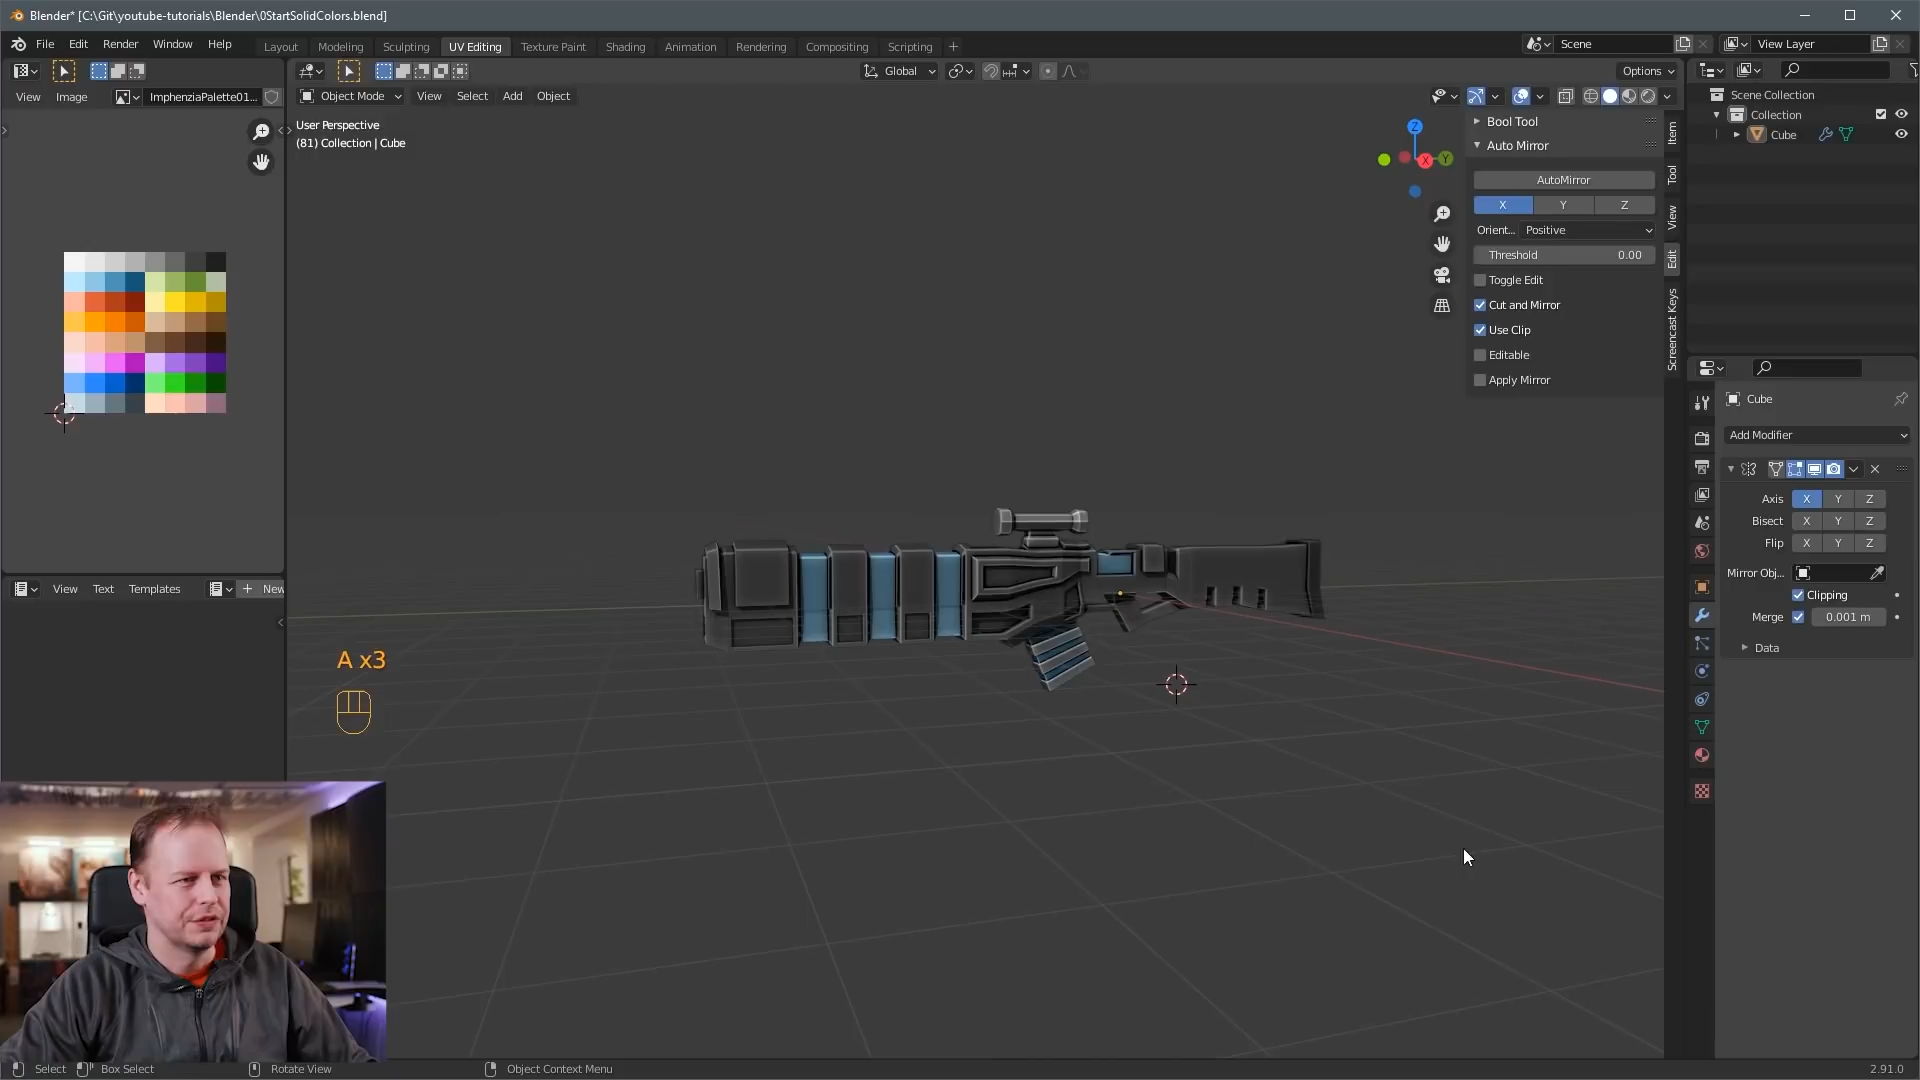 Blender* [C:\Git\youtube-tutorials\Blender\0StartSolidColors.blend]
File Edit Render Window Help
Layout Modeling Sculpting UV Editing Texture Paint Shading Animation Rendering Compositing Scripting +
Scene
View Layer
Global
Options
View Image
ImphenziaPalette01...
Object Mode
View Select Add Object
User Perspective
(81) Collection | Cube
Z
X
Y
Bool Tool
Auto Mirror
AutoMirror
X Y Z
Orient... Positive
Threshold 0.00
Toggle Edit
Cut and Mirror
Use Clip
Editable
Apply Mirror
Item
Tool
View
Edit
Screencast Keys
Scene Collection
Collection
Cube
Cube
Add Modifier
Axis X Y Z
Bisect X Y Z
Flip X Y Z
Mirror Obj...
Clipping
Merge 0.001 m
Data
View Text Templates
+ New
A x3
Select
Box Select
Rotate View
Object Context Menu
2.91.0